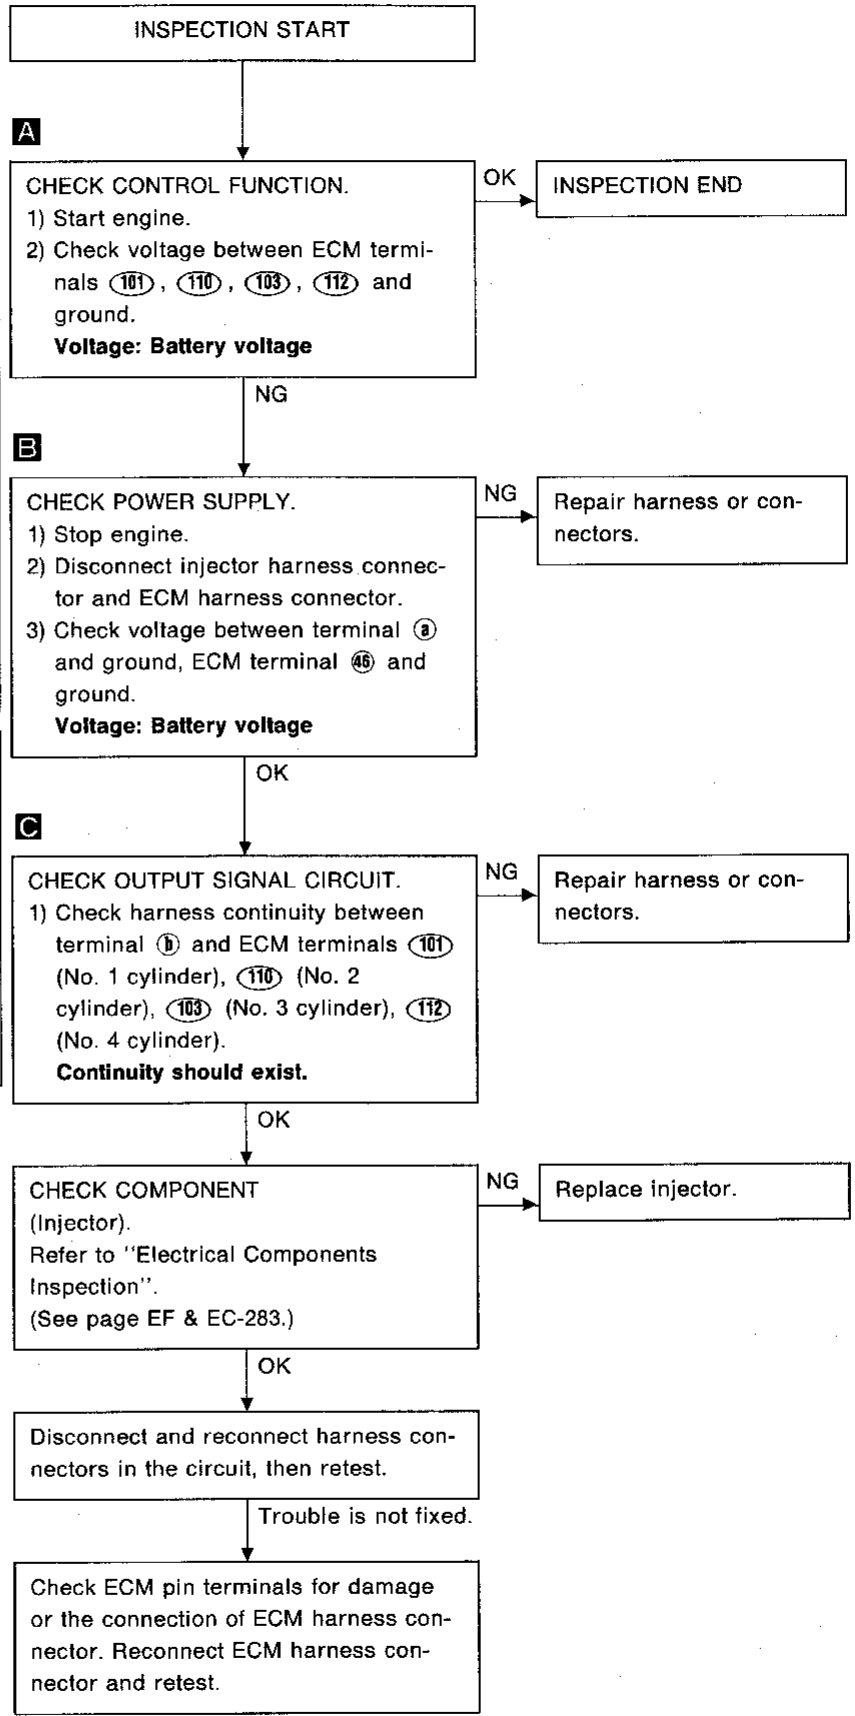 INSPECTION START
A
CHECK CONTROL FUNCTION.
1) Start engine.
2) Check voltage between ECM termi-
nals 101, 110, 103, 112 and
ground.
Voltage: Battery voltage
OK
INSPECTION END
NG
B
CHECK POWER SUPPLY.
1) Stop engine.
2) Disconnect injector harness connec-
tor and ECM harness connector.
3) Check voltage between terminal a
and ground, ECM terminal 46 and
ground.
Voltage: Battery voltage
NG
Repair harness or con-
nectors.
OK
C
CHECK OUTPUT SIGNAL CIRCUIT.
1) Check harness continuity between
terminal b and ECM terminals 101
(No. 1 cylinder), 110 (No. 2
cylinder), 103 (No. 3 cylinder), 112
(No. 4 cylinder).
Continuity should exist.
NG
Repair harness or con-
nectors.
OK
CHECK COMPONENT
(Injector).
Refer to "Electrical Components
Inspection".
(See page EF & EC-283.)
NG
Replace injector.
OK
Disconnect and reconnect harness con-
nectors in the circuit, then retest.
Trouble is not fixed.
Check ECM pin terminals for damage
or the connection of ECM harness con-
nector. Reconnect ECM harness con-
nector and retest.